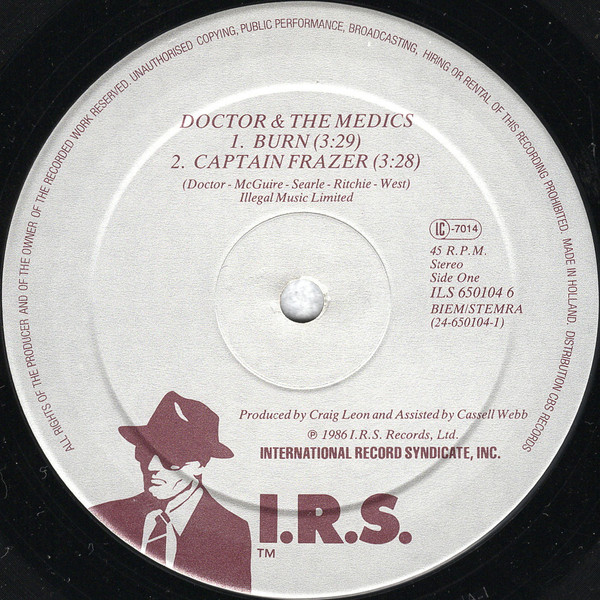 ALL RIGHTS OF THE PRODUCER AND OF THE OWNER OF THE RECORDED WORK RESERVED. UNAUTHORISED COPYING, PUBLIC PERFORMANCE, BROADCASTING, HIRING OR RENTAL OF THIS RECORDING PROHIBITED. MADE IN HOLLAND. DISTRIBUTION CBS RECORDS
DOCTOR & THE MEDICS
1. BURN (3:29)
2. CAPTAIN FRAZER (3:28)
(Doctor - McGuire - Searle - Ritchie - West)
Illegal Music Limited
LC -7014
45 R.P.M.
Stereo
Side One
ILS 650104 6
BIEM/STEMRA
(24-650104-1)
Produced by Craig Leon and Assisted by Cassell Webb
℗ 1986 I.R.S. Records, Ltd.
INTERNATIONAL RECORD SYNDICATE, INC.
I.R.S.
TM